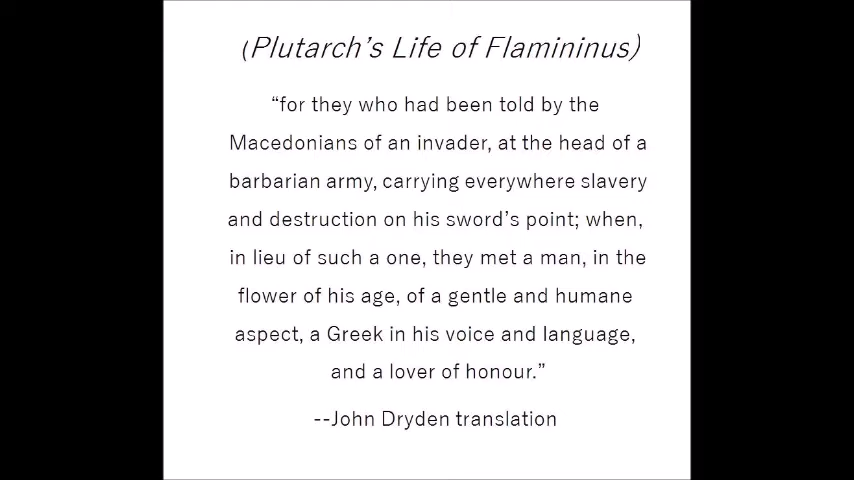 (Plutarch's Life of Flamininus)
“for they who had been told by the
Macedonians of an invader, at the head of a
barbarian army, carrying everywhere slavery
and destruction on his sword's point; when,
in lieu of such a one, they met a man, in the
flower of his age, of a gentle and humane
aspect, a Greek in his voice and language,
and a lover of honour.”
--John Dryden translation